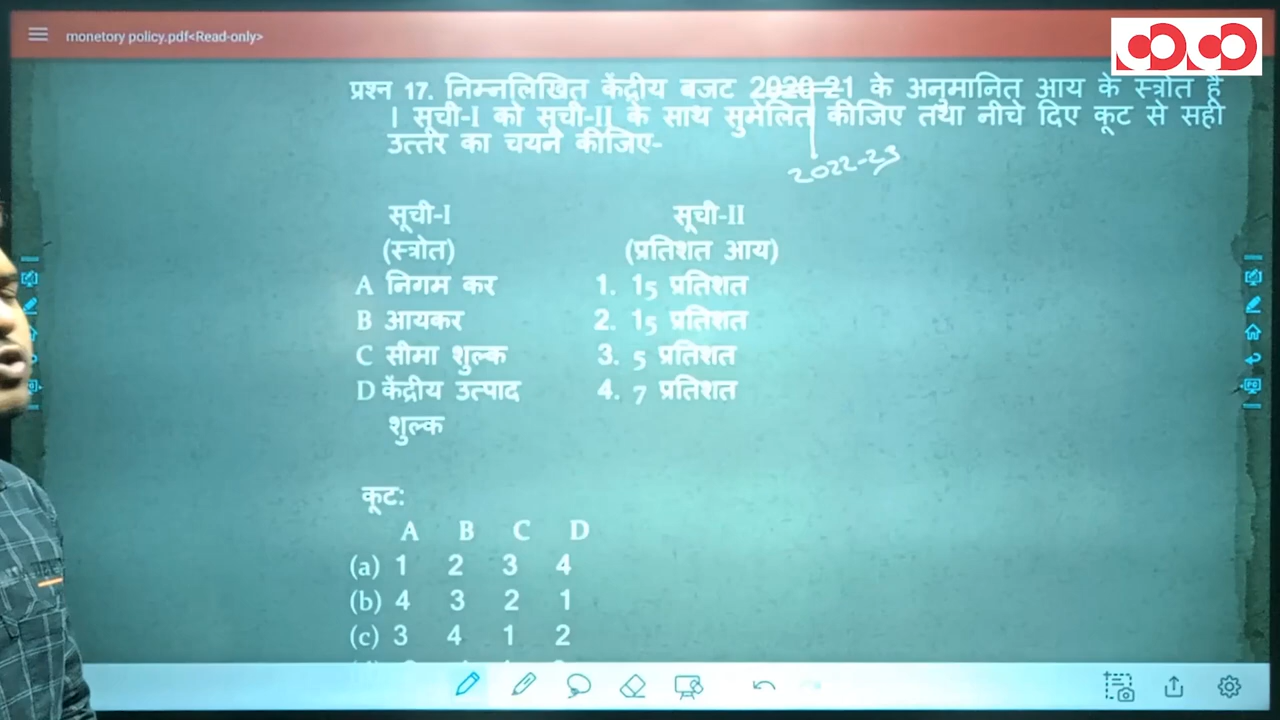 monetory policy.pdf<Read-only>
प्रश्न 17. निम्नलिखित केंद्रीय बजट 2020-21 के अनुमानित आय के स्त्रोत हैं
। सूची-I को सूची-II के साथ सुमेलित कीजिए तथा नीचे दिए कूट से सही
उत्तर का चयन कीजिए-
2022-23
सूची-I सूची-II
(स्त्रोत) (प्रतिशत आय)
A निगम कर 1. 15 प्रतिशत
B आयकर 2. 15 प्रतिशत
C सीमा शुल्क 3. 5 प्रतिशत
D केंद्रीय उत्पाद 4. 7 प्रतिशत
शुल्क
कूट:
A B C D
(a) 1 2 3 4
(b) 4 3 2 1
(c) 3 4 1 2